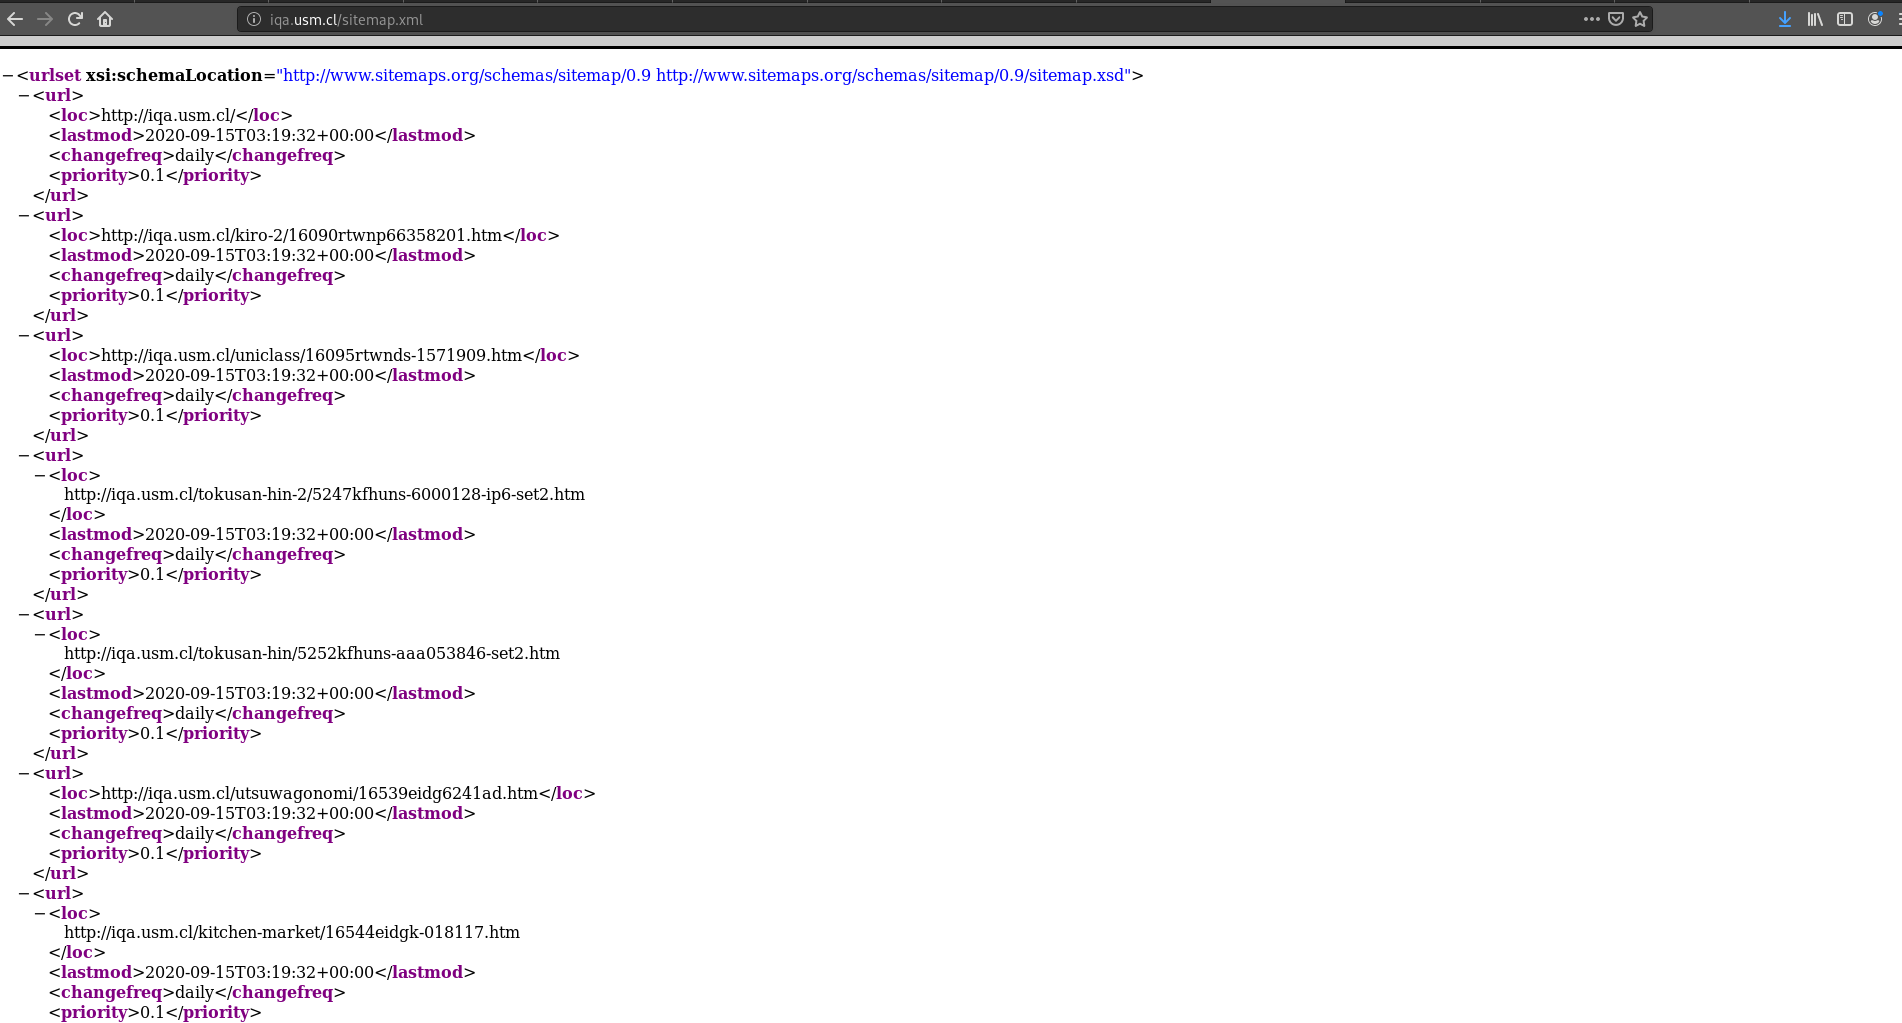 iqa.usm.cl/sitemap.xml
−<urlset xsi:schemaLocation="http://www.sitemaps.org/schemas/sitemap/0.9 http://www.sitemaps.org/schemas/sitemap/0.9/sitemap.xsd">
−<url>
<loc>http://iqa.usm.cl/</loc>
<lastmod>2020-09-15T03:19:32+00:00</lastmod>
<changefreq>daily</changefreq>
<priority>0.1</priority>
</url>
−<url>
<loc>http://iqa.usm.cl/kiro-2/16090rtwnp66358201.htm</loc>
<lastmod>2020-09-15T03:19:32+00:00</lastmod>
<changefreq>daily</changefreq>
<priority>0.1</priority>
</url>
−<url>
<loc>http://iqa.usm.cl/uniclass/16095rtwnds-1571909.htm</loc>
<lastmod>2020-09-15T03:19:32+00:00</lastmod>
<changefreq>daily</changefreq>
<priority>0.1</priority>
</url>
−<url>
−<loc>
http://iqa.usm.cl/tokusan-hin-2/5247kfhuns-6000128-ip6-set2.htm
</loc>
<lastmod>2020-09-15T03:19:32+00:00</lastmod>
<changefreq>daily</changefreq>
<priority>0.1</priority>
</url>
−<url>
−<loc>
http://iqa.usm.cl/tokusan-hin/5252kfhuns-aaa053846-set2.htm
</loc>
<lastmod>2020-09-15T03:19:32+00:00</lastmod>
<changefreq>daily</changefreq>
<priority>0.1</priority>
</url>
−<url>
<loc>http://iqa.usm.cl/utsuwagonomi/16539eidg6241ad.htm</loc>
<lastmod>2020-09-15T03:19:32+00:00</lastmod>
<changefreq>daily</changefreq>
<priority>0.1</priority>
</url>
−<url>
−<loc>
http://iqa.usm.cl/kitchen-market/16544eidgk-018117.htm
</loc>
<lastmod>2020-09-15T03:19:32+00:00</lastmod>
<changefreq>daily</changefreq>
<priority>0.1</priority>